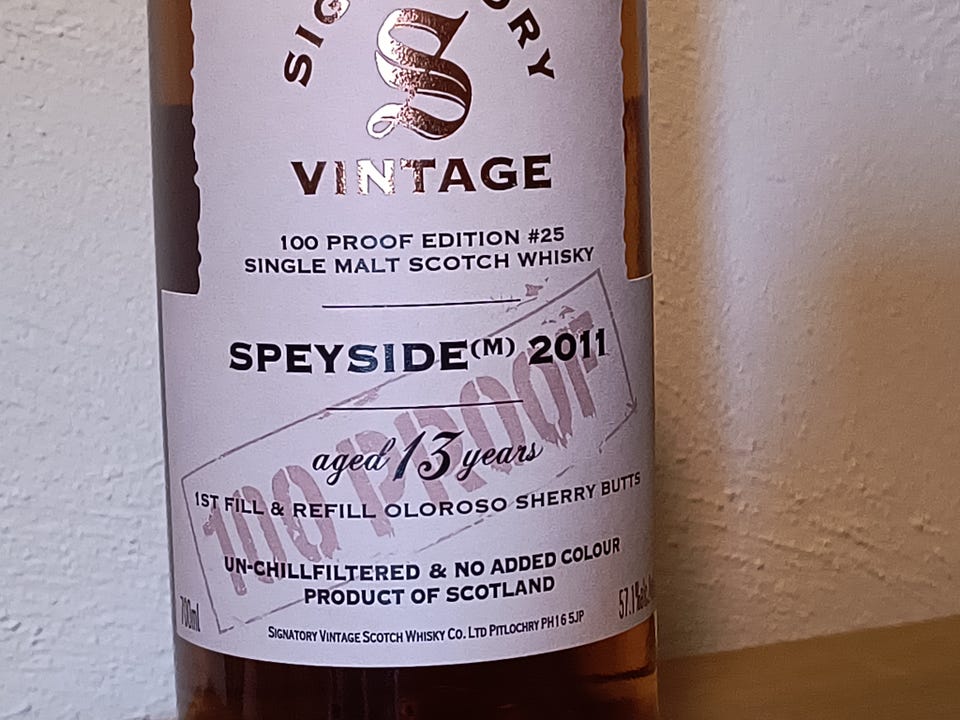 SIGNATORY
S
VINTAGE
100 PROOF EDITION #25
SINGLE MALT SCOTCH WHISKY
SPEYSIDE(M) 2011
100 PROOF
aged 13 years
1ST FILL & REFILL OLOROSO SHERRY BUTTS
UN-CHILLFILTERED & NO ADDED COLOUR
PRODUCT OF SCOTLAND
700ml
57.1%
SIGNATORY VINTAGE SCOTCH WHISKY CO. LTD PITLOCHRY PH16 5JP